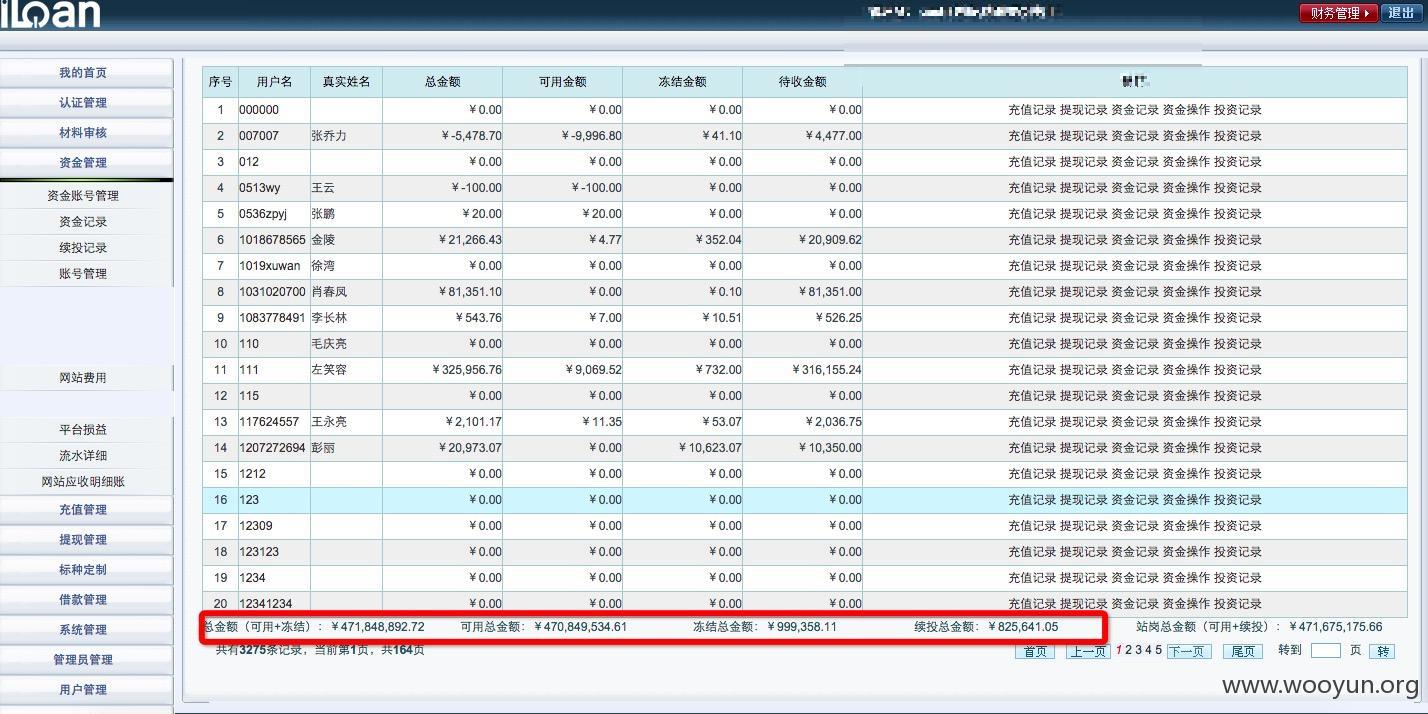 iLoan
财务管理 退出
我的首页
认证管理
材料审核
资金管理
资金账号管理
资金记录
续投记录
账号管理
网站费用
平台损益
流水详细
网站应收明细账
充值管理
提现管理
标种定制
借款管理
系统管理
管理员管理
用户管理
序号 用户名 真实姓名 总金额 可用金额 冻结金额 待收金额
1 000000 ￥0.00 ￥0.00 ￥0.00 ￥0.00 充值记录 提现记录 资金记录 资金操作 投资记录
2 007007 张乔力 ￥-5,478.70 ￥-9,996.80 ￥41.10 ￥4,477.00 充值记录 提现记录 资金记录 资金操作 投资记录
3 012 ￥0.00 ￥0.00 ￥0.00 ￥0.00 充值记录 提现记录 资金记录 资金操作 投资记录
4 0513wy 王云 ￥-100.00 ￥-100.00 ￥0.00 ￥0.00 充值记录 提现记录 资金记录 资金操作 投资记录
5 0536zpyj 张鹏 ￥20.00 ￥20.00 ￥0.00 ￥0.00 充值记录 提现记录 资金记录 资金操作 投资记录
6 1018678565 金陵 ￥21,266.43 ￥4.77 ￥352.04 ￥20,909.62 充值记录 提现记录 资金记录 资金操作 投资记录
7 1019xuwan 徐湾 ￥0.00 ￥0.00 ￥0.00 ￥0.00 充值记录 提现记录 资金记录 资金操作 投资记录
8 1031020700 肖春凤 ￥81,351.10 ￥0.00 ￥0.10 ￥81,351.00 充值记录 提现记录 资金记录 资金操作 投资记录
9 1083778491 李长林 ￥543.76 ￥7.00 ￥10.51 ￥526.25 充值记录 提现记录 资金记录 资金操作 投资记录
10 110 毛庆亮 ￥0.00 ￥0.00 ￥0.00 ￥0.00 充值记录 提现记录 资金记录 资金操作 投资记录
11 111 左笑容 ￥325,956.76 ￥9,069.52 ￥732.00 ￥316,155.24 充值记录 提现记录 资金记录 资金操作 投资记录
12 115 ￥0.00 ￥0.00 ￥0.00 ￥0.00 充值记录 提现记录 资金记录 资金操作 投资记录
13 117624557 王永亮 ￥2,101.17 ￥11.35 ￥53.07 ￥2,036.75 充值记录 提现记录 资金记录 资金操作 投资记录
14 1207272694 彭丽 ￥20,973.07 ￥0.00 ￥10,623.07 ￥10,350.00 充值记录 提现记录 资金记录 资金操作 投资记录
15 1212 ￥0.00 ￥0.00 ￥0.00 ￥0.00 充值记录 提现记录 资金记录 资金操作 投资记录
16 123 ￥0.00 ￥0.00 ￥0.00 ￥0.00 充值记录 提现记录 资金记录 资金操作 投资记录
17 12309 ￥0.00 ￥0.00 ￥0.00 ￥0.00 充值记录 提现记录 资金记录 资金操作 投资记录
18 123123 ￥0.00 ￥0.00 ￥0.00 ￥0.00 充值记录 提现记录 资金记录 资金操作 投资记录
19 1234 ￥0.00 ￥0.00 ￥0.00 ￥0.00 充值记录 提现记录 资金记录 资金操作 投资记录
20 12341234 ￥0.00 ￥0.00 ￥0.00 ￥0.00 充值记录 提现记录 资金记录 资金操作 投资记录
总金额（可用+冻结）：￥471,848,892.72 可用总金额：￥470,849,534.61 冻结总金额：￥999,358.11 续投总金额：￥825,641.05 站岗总金额（可用+续投）：￥471,675,175.66
共有3275条记录，当前第1页，共164页 首页 上一页 1 2 3 4 5 下一页 尾页 转到 页 转
www.wooyun.org